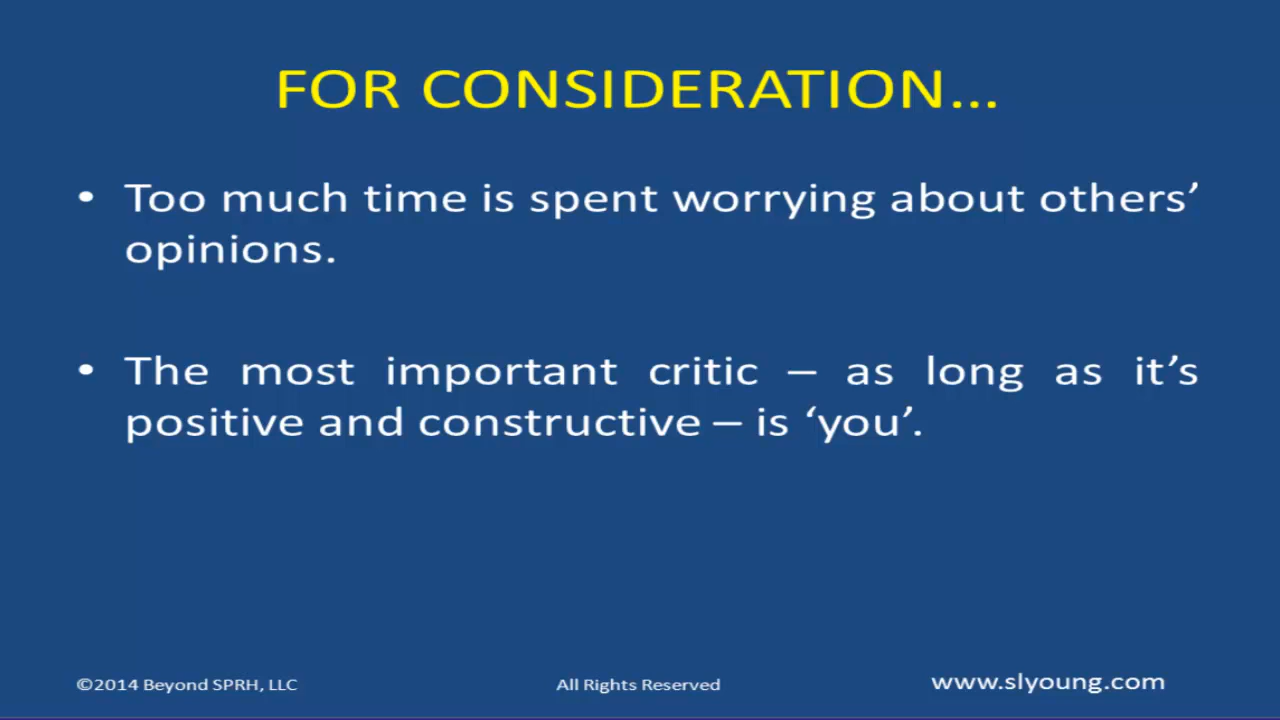 FOR CONSIDERATION...
• Too much time is spent worrying about others’
opinions.
• The most important critic – as long as it’s
positive and constructive – is ‘you’.
©2014 Beyond SPRH, LLC
All Rights Reserved
www.slyoung.com